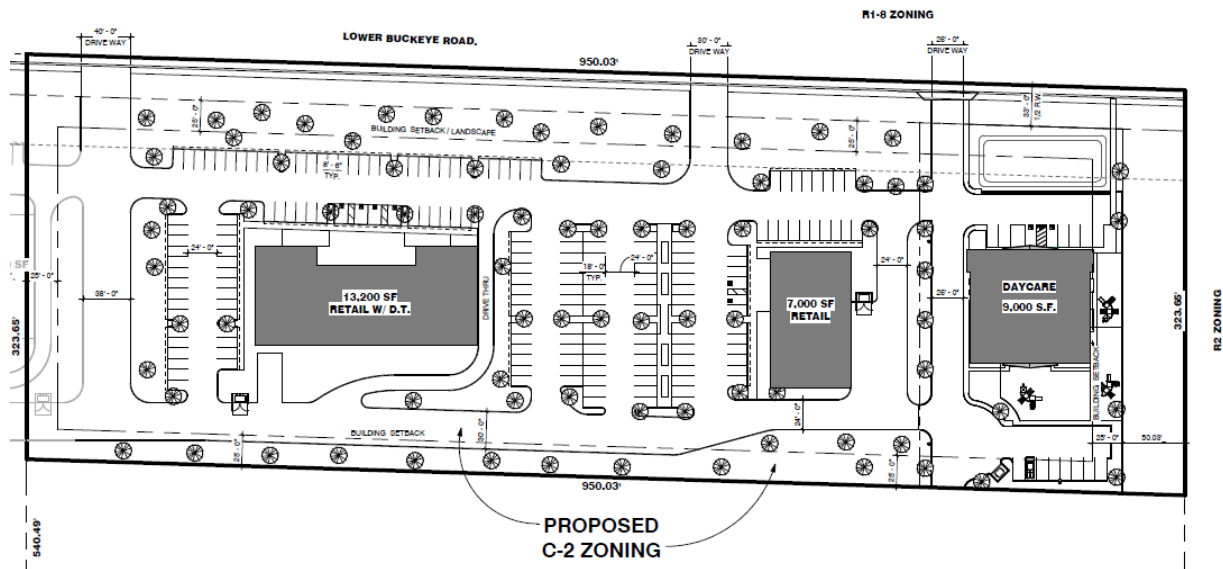 R1-8 ZONING
40' - 0"
DRIVE WAY
LOWER BUCKEYE ROAD.
950.03'
30' - 0"
DRIVE WAY
26' - 0"
DRIVE WAY
33' - 0"
1/2 R.W.
25' - 0"
BUILDING SETBACK / LANDSCAPE
25' - 0"
TYP.
24' - 0"
SF
25' - 0"
38' - 0"
323.65'
13,200 SF
RETAIL W/ D.T.
DRIVE THRU
18' - 0"
TYP.
24' - 0"
7,000 SF
RETAIL
24' - 0"
26' - 0"
DAYCARE
9,000 S.F.
BUILDING SETBACK
323.65'
R2 ZONING
BUILDING SETBACK
25' - 0"
30' - 0"
24' - 0"
25' - 0"
25' - 0"
50.03'
950.03'
540.49'
PROPOSED
C-2 ZONING